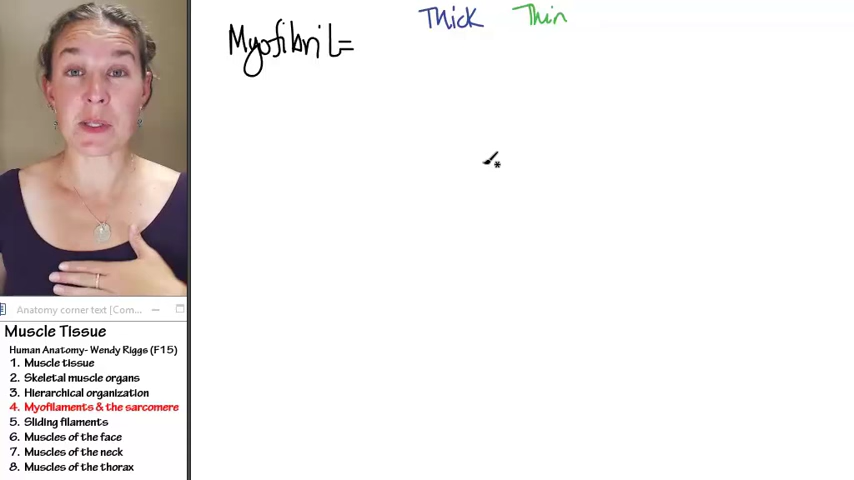 Thick Thin
Myofibril=
Anatomy corner text [Com...
Muscle Tissue
Human Anatomy- Wendy Riggs (F15)
1. Muscle tissue
2. Skeletal muscle organs
3. Hierarchical organization
4. Myofilaments & the sarcomere
5. Sliding filaments
6. Muscles of the face
7. Muscles of the neck
8. Muscles of the thorax